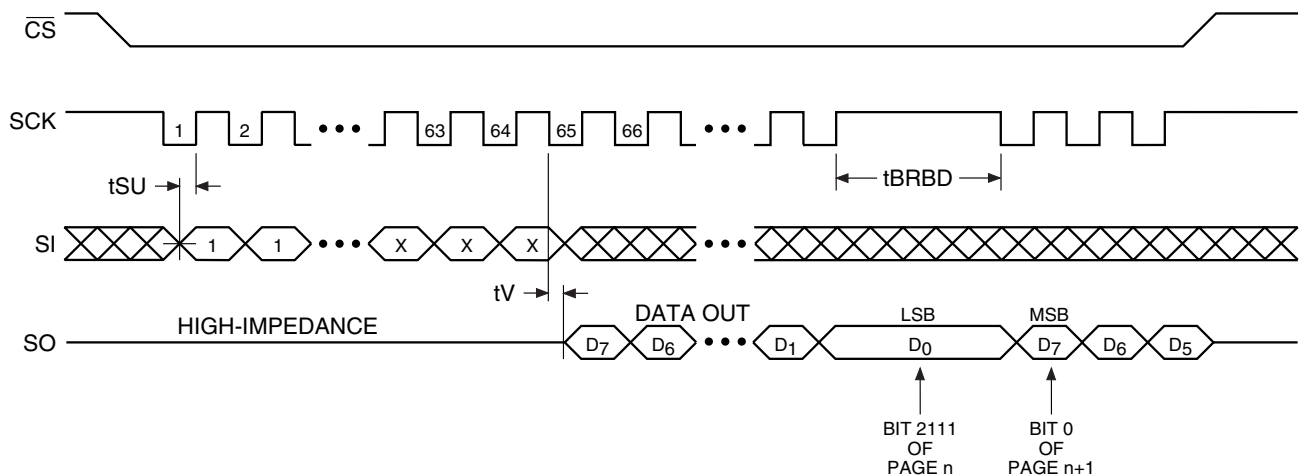 CS
SCK
1 2 ••• 63 64 65 66 •••
tSU
tBRBD
SI
1 1 ••• X X X •••
tV
HIGH-IMPEDANCE
DATA OUT
LSB
MSB
SO
D7 D6 ••• D1 D0 D7 D6 D5
BIT 2111
OF
PAGE n
BIT 0
OF
PAGE n+1